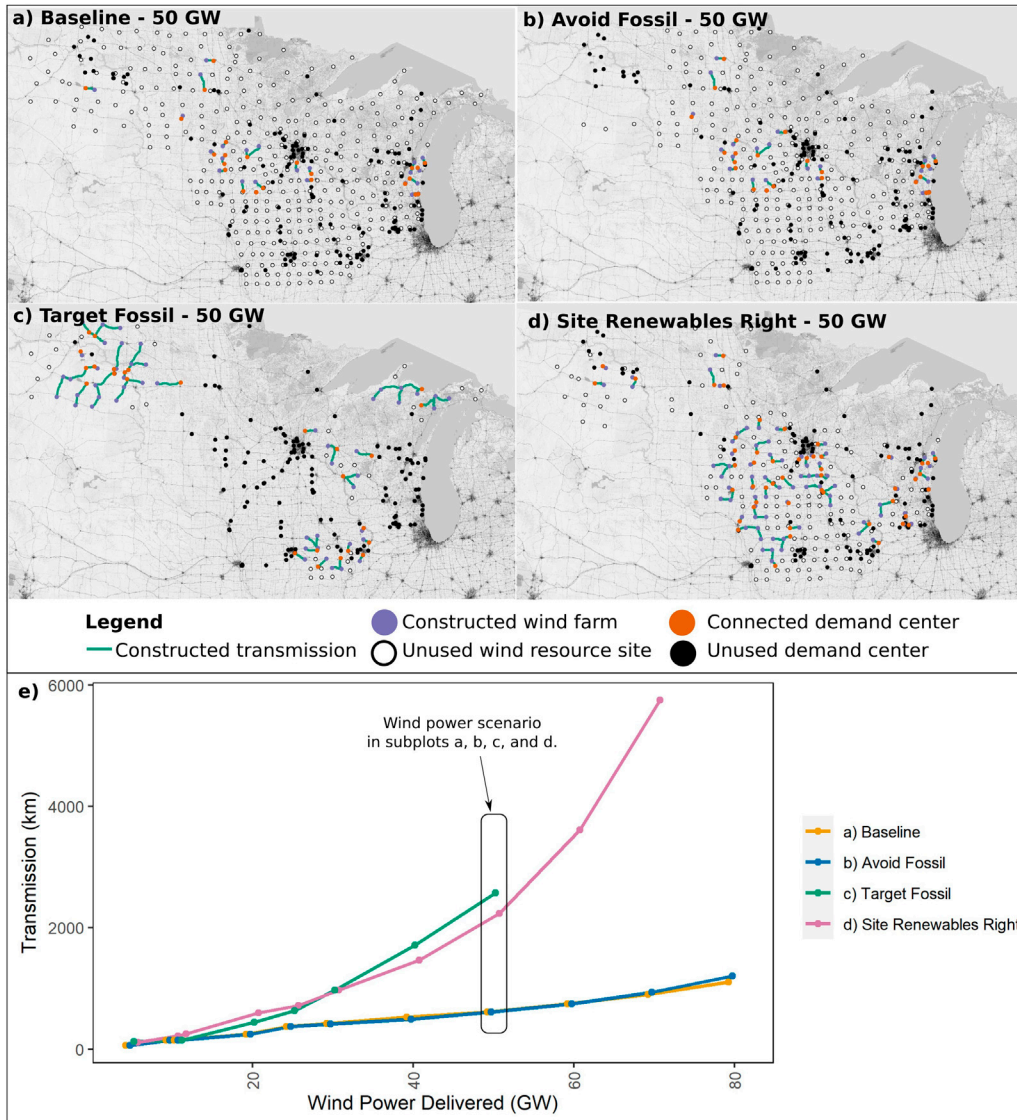 a) Baseline - 50 GW
b) Avoid Fossil - 50 GW
c) Target Fossil - 50 GW
d) Site Renewables Right - 50 GW
Legend
Constructed transmission
Constructed wind farm
Unused wind resource site
Connected demand center
Unused demand center
e)
6000
4000
2000
0
Transmission (km)
Wind power scenario
in subplots a, b, c, and d.
20
40
60
80
Wind Power Delivered (GW)
a) Baseline
b) Avoid Fossil
c) Target Fossil
d) Site Renewables Right